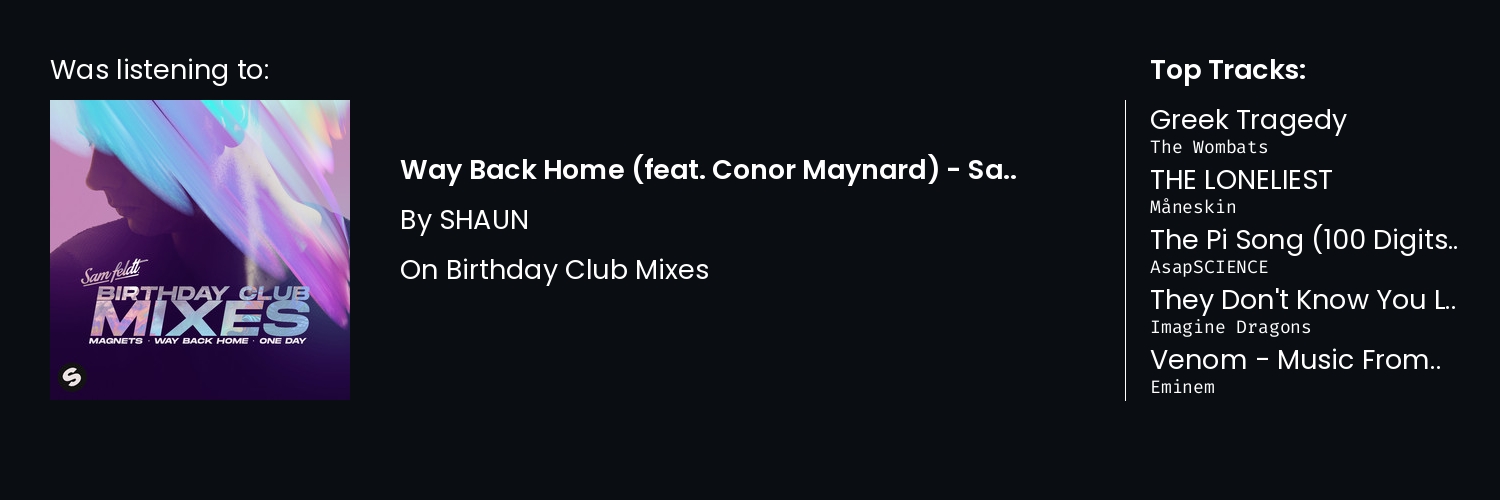 Was listening to:
Sam feldt
BIRTHDAY CLUB
MIXES
MAGNETS · WAY BACK HOME · ONE DAY
Way Back Home (feat. Conor Maynard) - Sa..
By SHAUN
On Birthday Club Mixes
Top Tracks:
Greek Tragedy
The Wombats
THE LONELIEST
Måneskin
The Pi Song (100 Digits..
AsapSCIENCE
They Don't Know You L..
Imagine Dragons
Venom - Music From..
Eminem